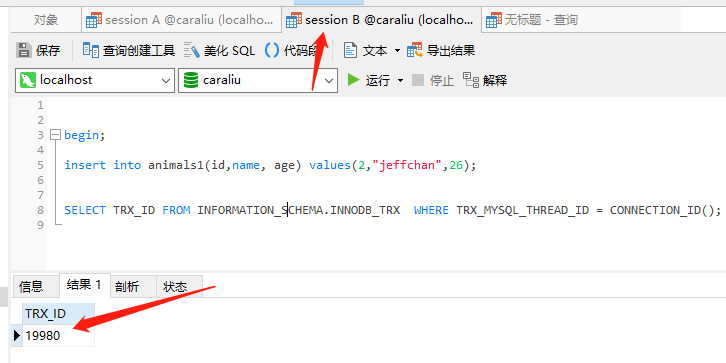 对象 session A @caraliu (localho... session B @caraliu (localho... 无标题 - 查询
保存 查询创建工具 美化 SQL () 代码段 文本 导出结果
localhost caraliu 运行 停止 解释
1
2
3 begin;
4
5 insert into animals1(id,name, age) values(2,"jeffchan",26);
6
7
8 SELECT TRX_ID FROM INFORMATION_SCHEMA.INNODB_TRX WHERE TRX_MYSQL_THREAD_ID = CONNECTION_ID();
9
信息 结果 1 剖析 状态
TRX_ID
19980